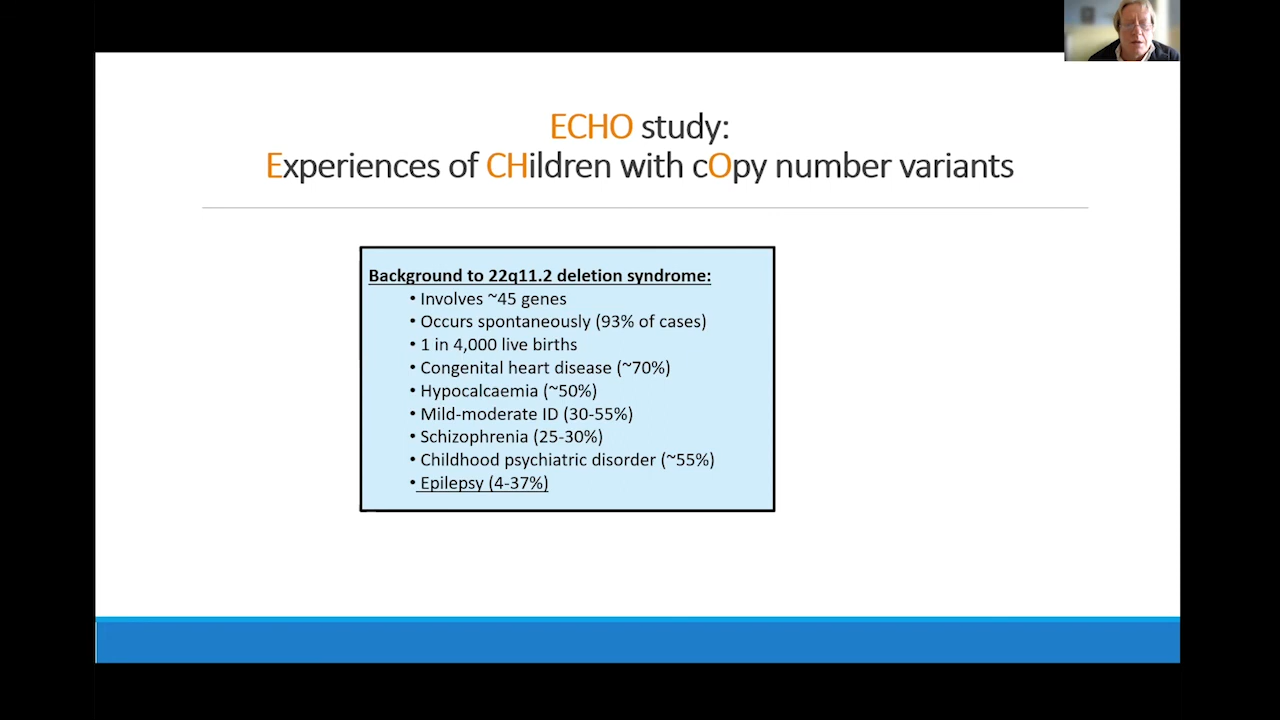 ECHO study:
Experiences of CHildren with cOpy number variants
Background to 22q11.2 deletion syndrome:
• Involves ~45 genes
• Occurs spontaneously (93% of cases)
• 1 in 4,000 live births
• Congenital heart disease (~70%)
• Hypocalcaemia (~50%)
• Mild-moderate ID (30-55%)
• Schizophrenia (25-30%)
• Childhood psychiatric disorder (~55%)
• Epilepsy (4-37%)